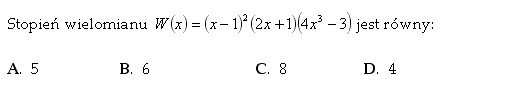 Stopień wielomianu W(x) = (x − 1)²(2x + 1)(4x³ − 3) jest równy:
A. 5 B. 6 C. 8 D. 4